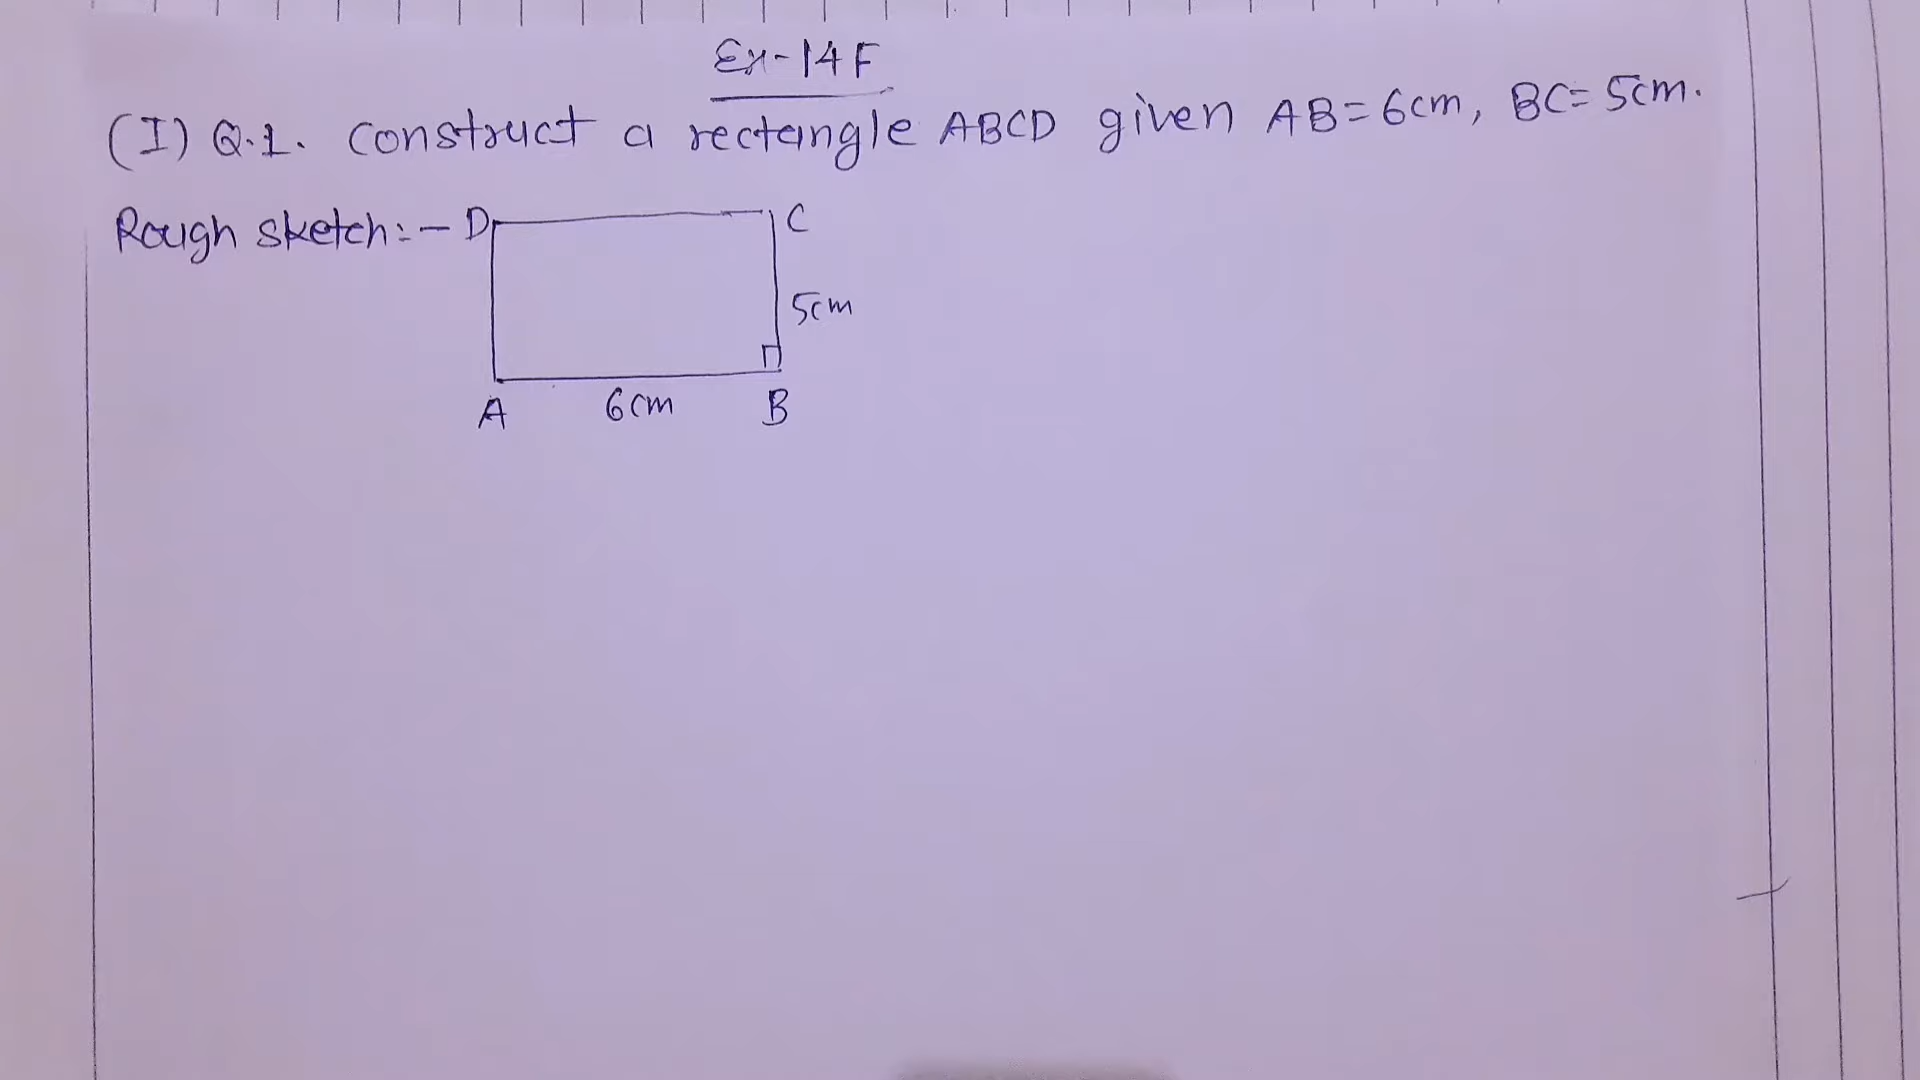 Ex-14F
(I) Q.1. Construct a rectangle ABCD given AB=6cm, BC=5cm.
Rough sketch:- D C
5cm
A 6cm B